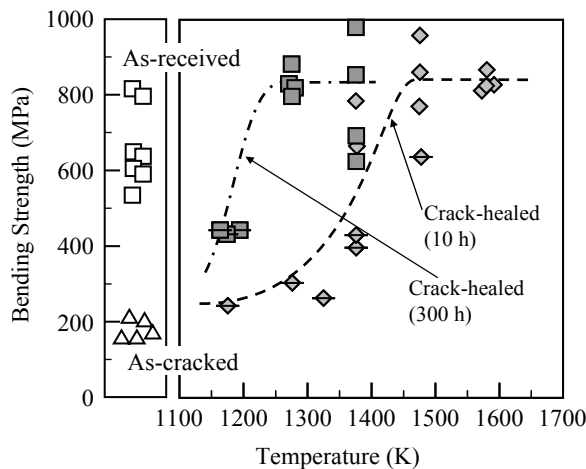 1000
800
600
400
200
0
Bending Strength (MPa)
As-received
As-cracked
Crack-healed
(10 h)
Crack-healed
(300 h)
1100 1200 1300 1400 1500 1600 1700
Temperature (K)